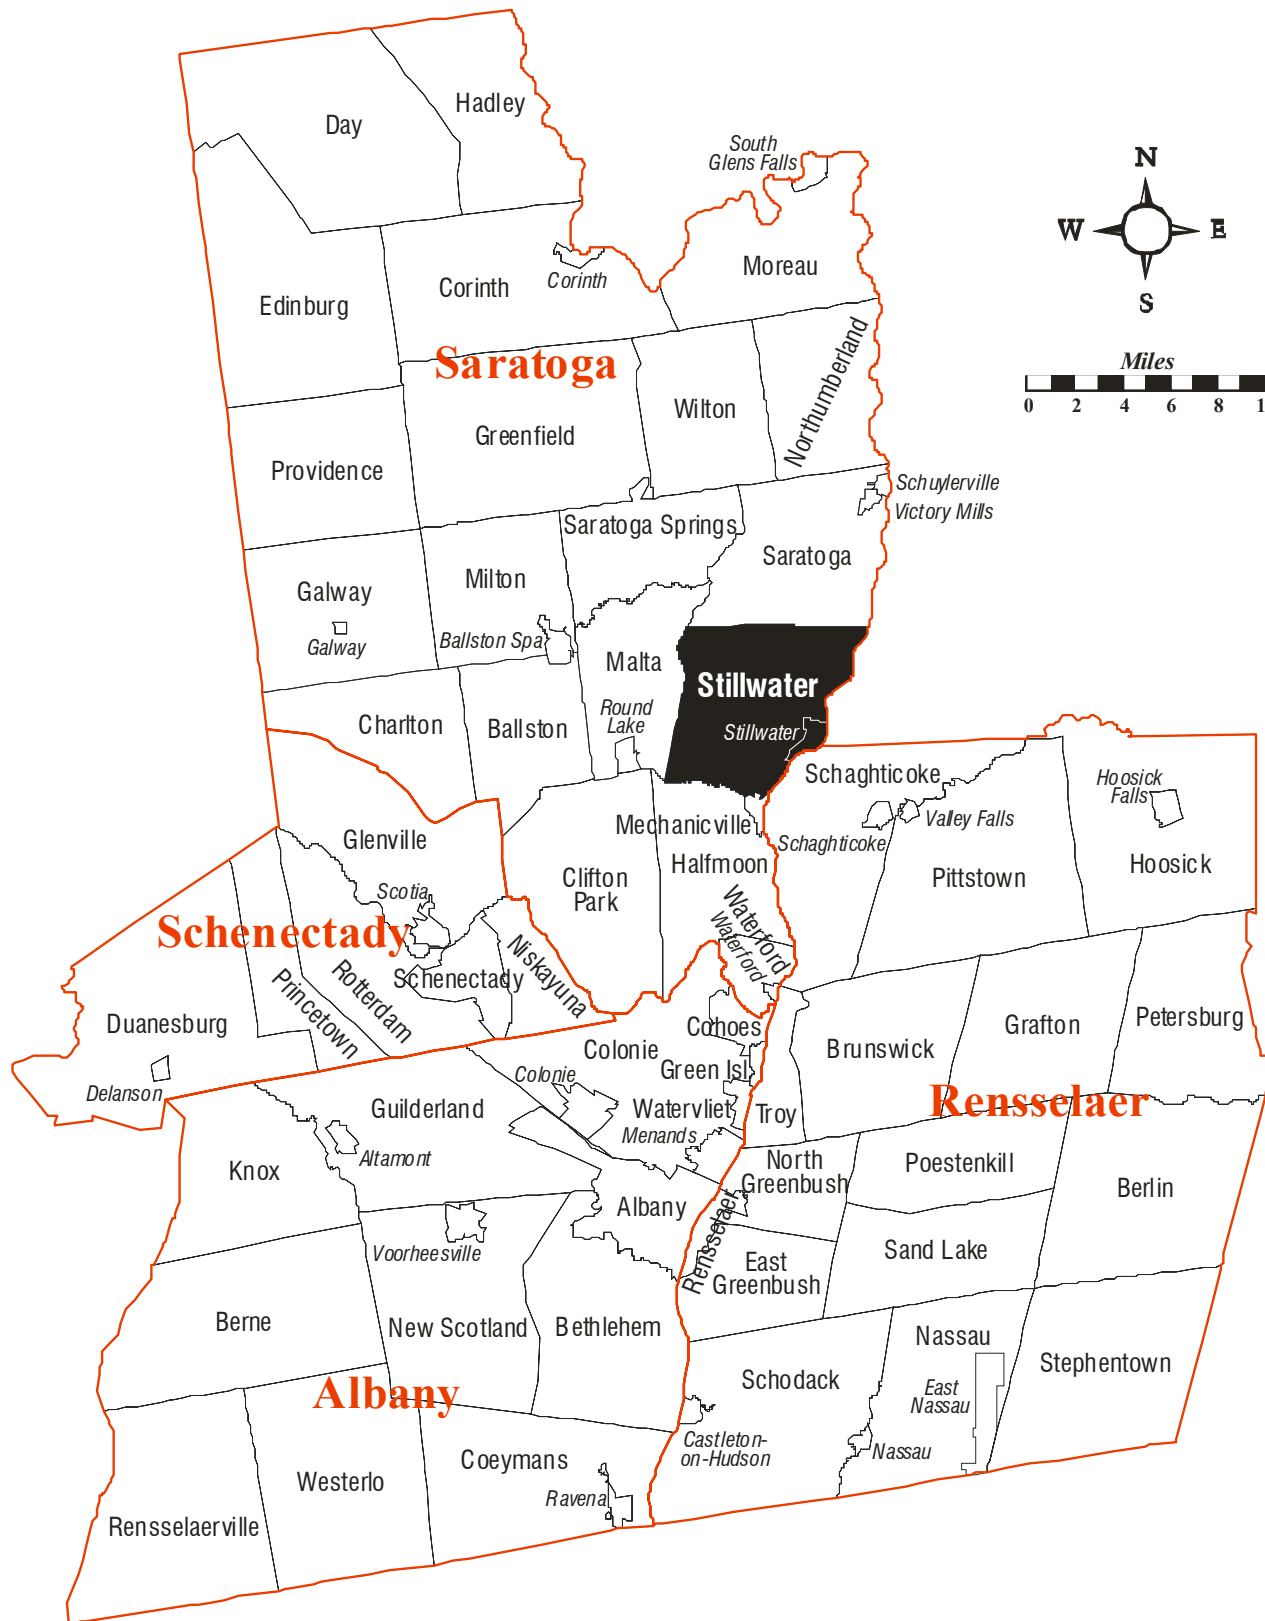 Hadley
Day
South
Glens Falls
N
W
E
S
Moreau
Corinth
Corinth
Edinburg
Saratoga
Miles
0 2 4 6 8 1
Northumberland
Wilton
Greenfield
Providence
Schuylerville
Victory Mills
Saratoga Springs
Saratoga
Milton
Galway
Galway
Ballston Spa
Malta
Stillwater
Round
Lake
Stillwater
Charlton
Ballston
Schaghticoke
Hoosick
Falls
Schaghticoke
Valley Falls
Mechanicville
Glenville
Halfmoon
Hoosick
Pittstown
Clifton
Park
Scotia
Schenectady
Waterford
Waterford
Niskayuna
Schenectady
Rotterdam
Princetown
Duanesburg
Delanson
Cohoes
Colonie
Green Isl
Colonie
Watervliet
Menands
Troy
Brunswick
Grafton
Petersburg
Rensselaer
Guilderland
Altamont
Knox
North
Greenbush
Poestenkill
Berlin
Albany
Rensselaer
Voorheesville
Sand Lake
East
Greenbush
Berne
New Scotland
Bethlehem
Nassau
Stephentown
Schodack
East
Nassau
Albany
Castleton-
on-Hudson
Nassau
Coeymans
Westerlo
Ravena
Rensselaerville